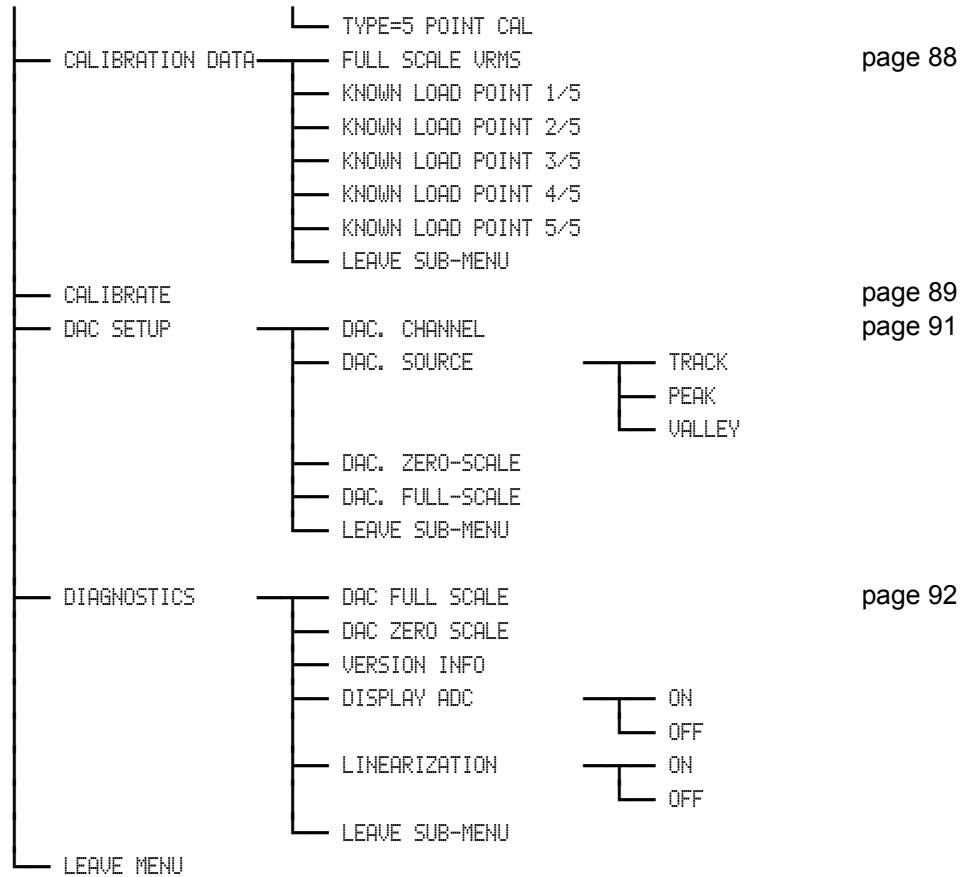 TYPE=5 POINT CAL
CALIBRATION DATA FULL SCALE VRMS page 88
KNOWN LOAD POINT 1/5
KNOWN LOAD POINT 2/5
KNOWN LOAD POINT 3/5
KNOWN LOAD POINT 4/5
KNOWN LOAD POINT 5/5
LEAVE SUB-MENU
CALIBRATE page 89
DAC SETUP DAC. CHANNEL page 91
DAC. SOURCE TRACK
PEAK
VALLEY
DAC. ZERO-SCALE
DAC. FULL-SCALE
LEAVE SUB-MENU
DIAGNOSTICS DAC FULL SCALE page 92
DAC ZERO SCALE
VERSION INFO
DISPLAY ADC ON
OFF
LINEARIZATION ON
OFF
LEAVE SUB-MENU
LEAVE MENU